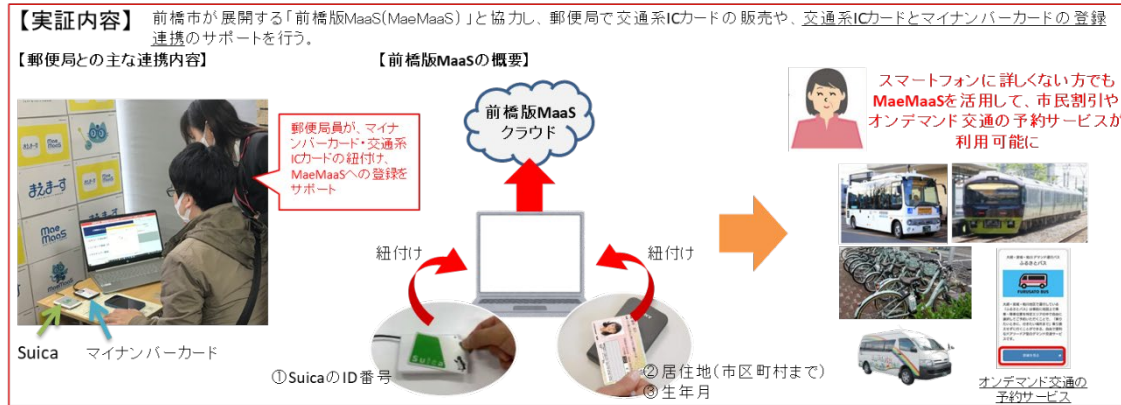 【実証内容】 前橋市が展開する「前橋版MaaS(MaeMaaS)」と協力し、郵便局で交通系ICカードの販売や、交通系ICカードとマイナンバーカードの登録
連携のサポートを行う。
【郵便局との主な連携内容】
【前橋版MaaSの概要】
郵便局員が、マイナ
ンバーカード・交通系
ICカードの紐付け、
MaeMaaSへの登録を
サポート
まえまーす
Mae
MaaS
Suica
マイナンバーカード
前橋版MaaS
クラウド
紐付け
紐付け
Suica
①SuicaのID番号
②居住地(市区町村まで)
③生年月
スマートフォンに詳しくない方でも
MaeMaaSを活用して、市民割引や
オンデマンド交通の予約サービスが
利用可能に
ふるさとバス
FURUSATO BUS
オンデマンド交通の
予約サービス